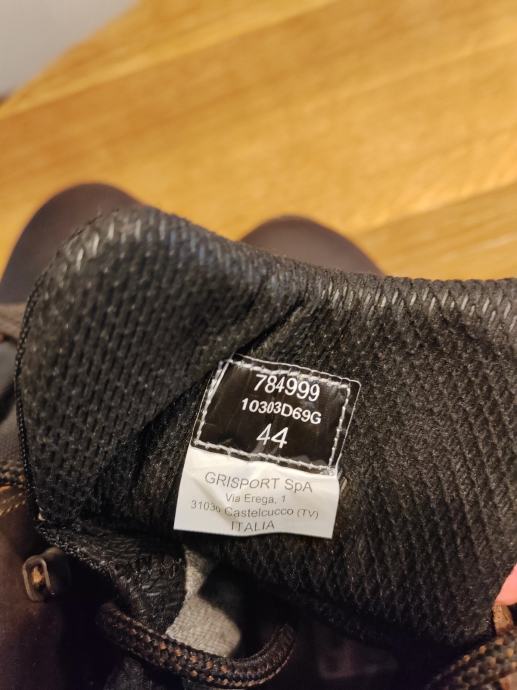 784999
10303D69G
44
GRISPORT SpA
Via Erega, 1
31030 Castelcucco (TV)
ITALIA